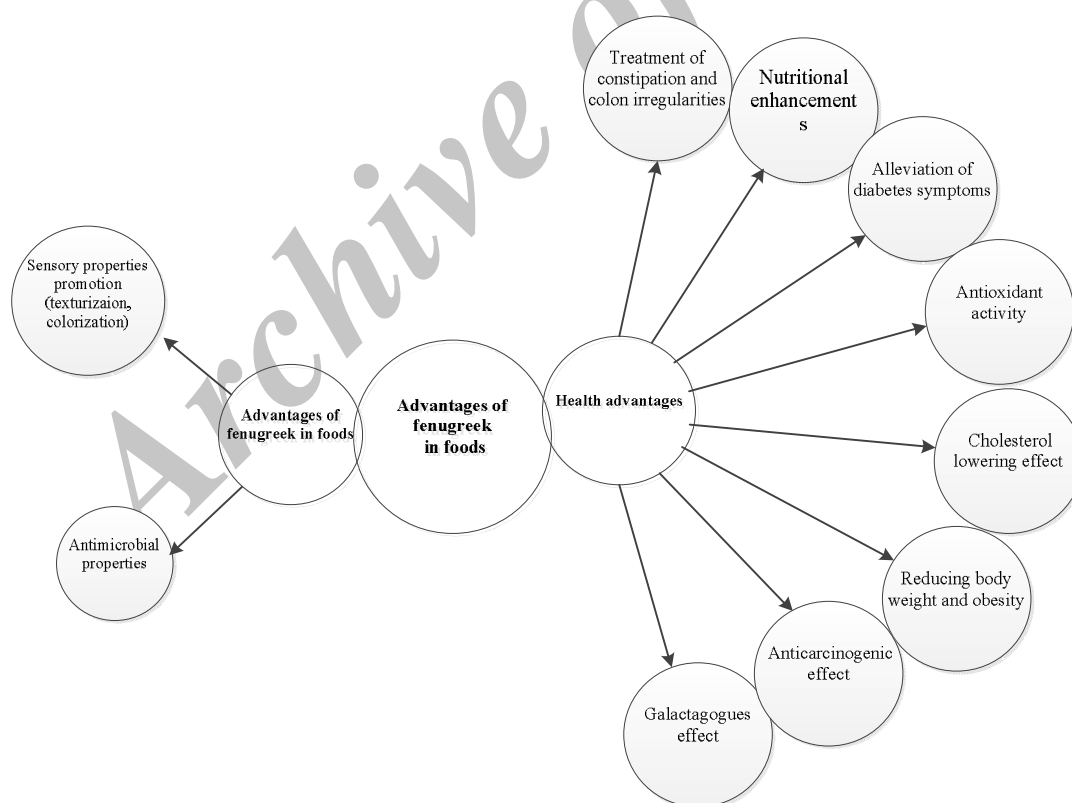 Archive of
Treatment of
constipation and
colon irregularities
Nutritional
enhancement
s
Alleviation of
diabetes symptoms
Antioxidant
activity
Cholesterol
lowering effect
Reducing body
weight and obesity
Anticarcinogenic
effect
Galactagogues
effect
Health advantages
Advantages of
fenugreek
in foods
Advantages of
fenugreek in foods
Sensory properties
promotion
(texturizaion,
colorization)
Antimicrobial
properties